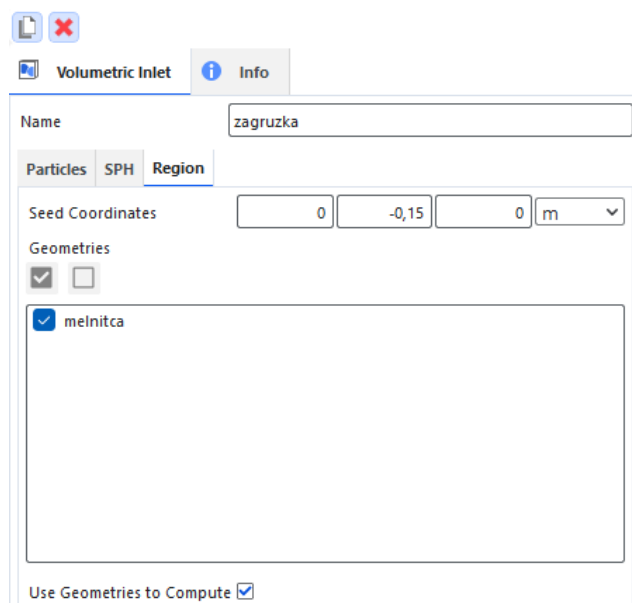 Volumetric Inlet
Info
Name zagruzka
Particles SPH Region
Seed Coordinates 0 -0,15 0 m
Geometries
melnitca
Use Geometries to Compute